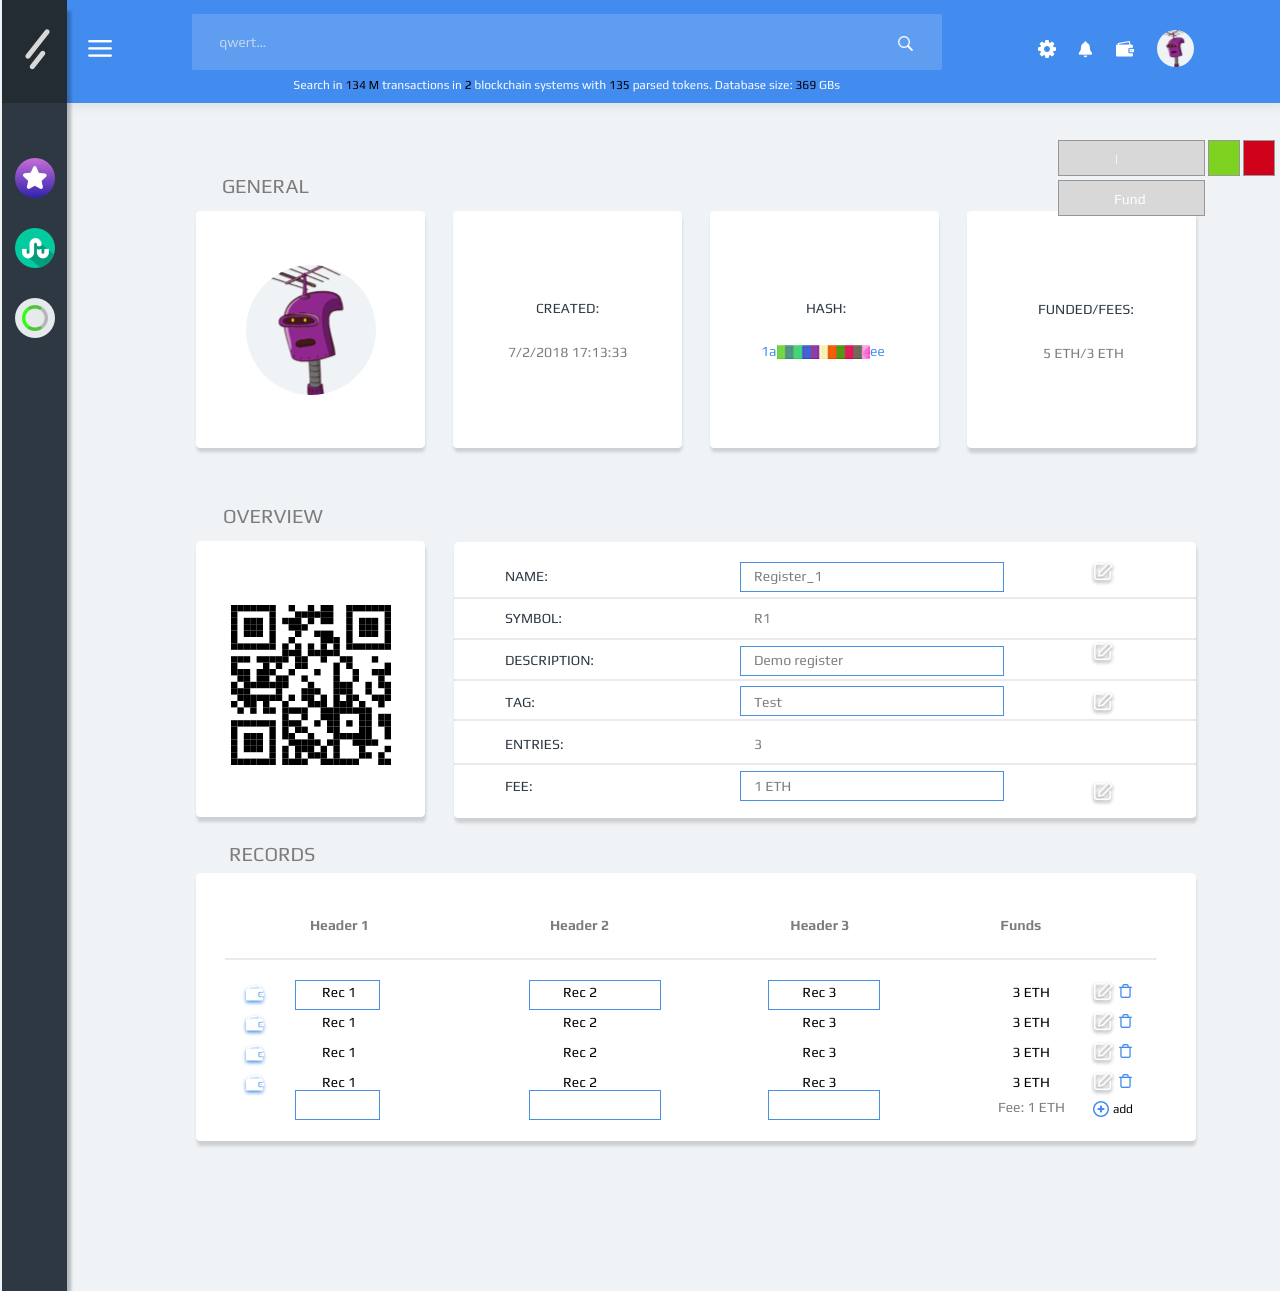 qwert...
Search in 134 M transactions in 2 blockchain systems with 135 parsed tokens. Database size: 369 GBs
|
Fund
GENERAL
CREATED:
7/2/2018 17:13:33
HASH:
1a ee
FUNDED/FEES:
5 ETH/3 ETH
OVERVIEW
NAME: Register_1
SYMBOL: R1
DESCRIPTION: Demo register
TAG: Test
ENTRIES: 3
FEE: 1 ETH
RECORDS
Header 1 Header 2 Header 3 Funds
Rec 1 Rec 2 Rec 3 3 ETH
Rec 1 Rec 2 Rec 3 3 ETH
Rec 1 Rec 2 Rec 3 3 ETH
Rec 1 Rec 2 Rec 3 3 ETH
Fee: 1 ETH add